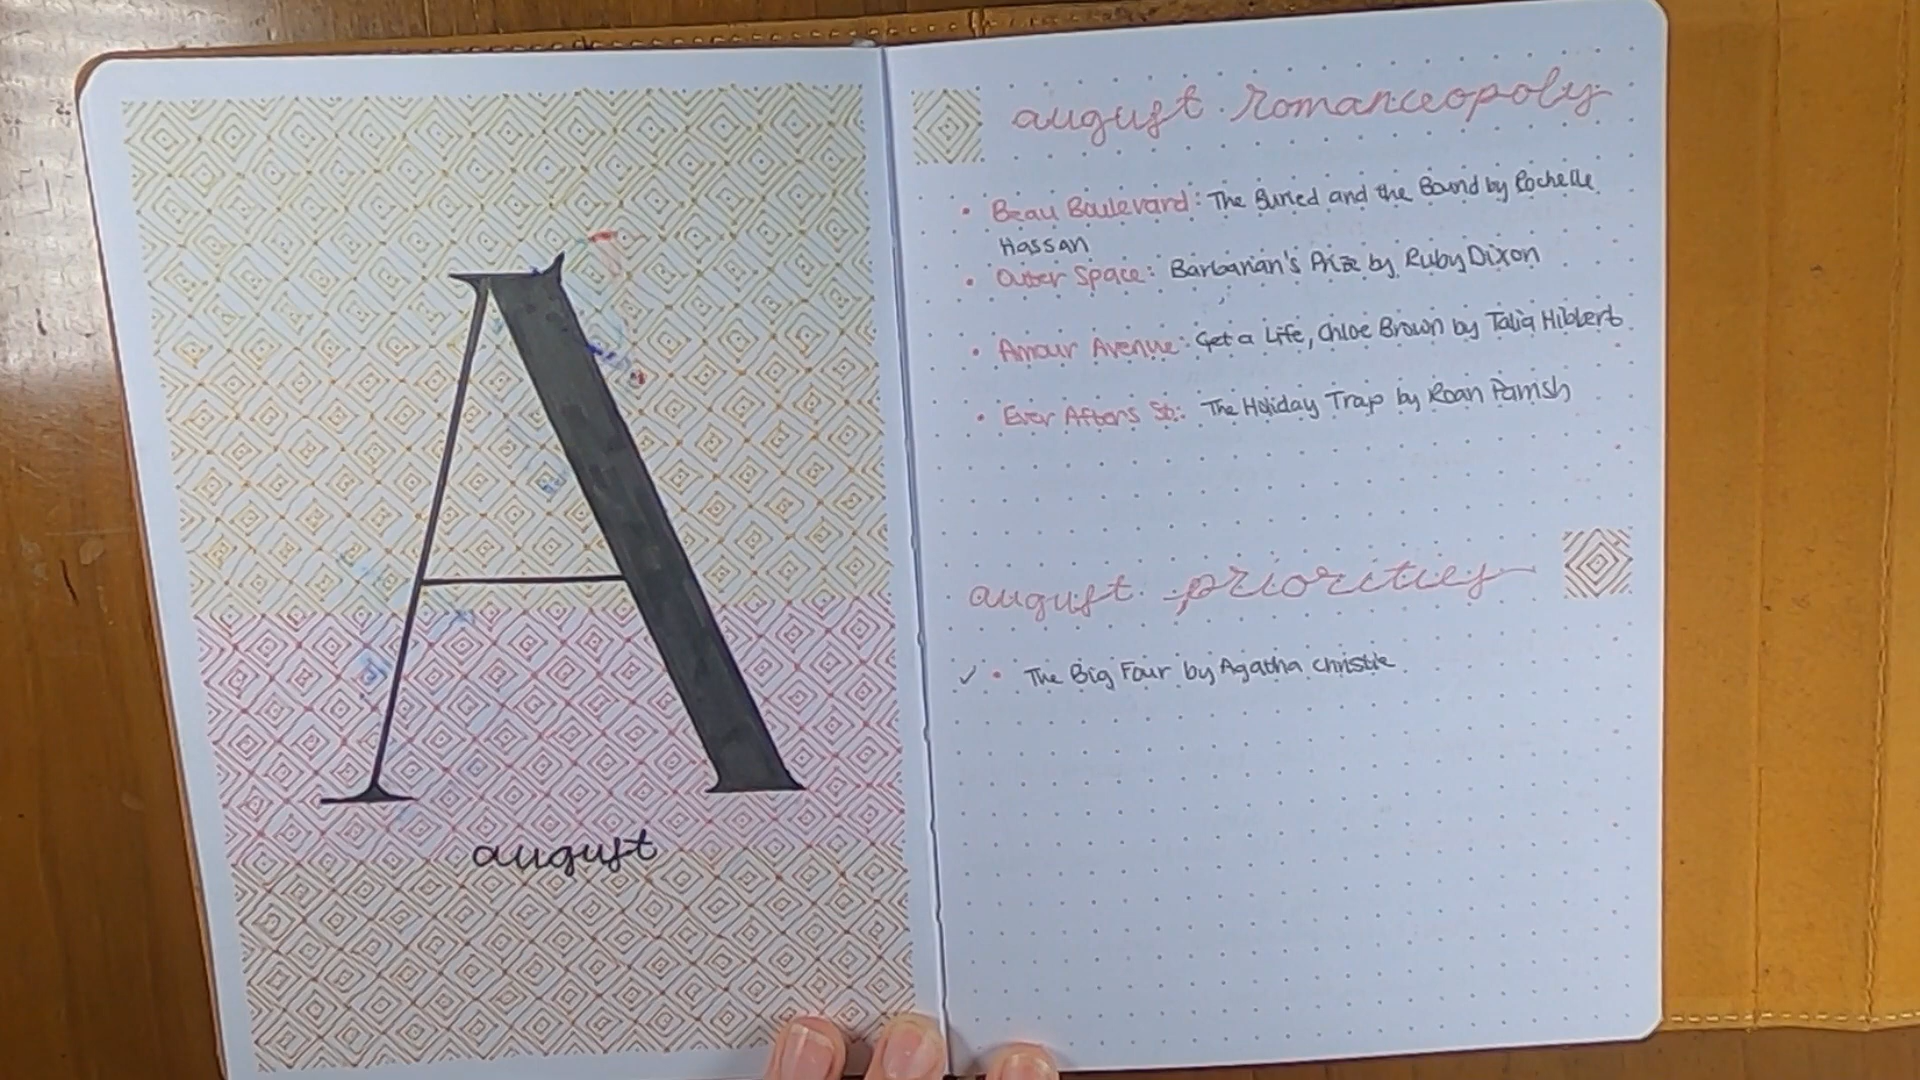 A
august
august romanceopoly
• Beau Boulevard: The Buried and the Bound by Rochelle
Hassan
• Outer Space: Barbarian's Prize by Ruby Dixon
• Amour Avenue: Get a Life, Chloe Brown by Talia Hibbert
• Ever Afters St: The Holiday Trap by Roan Parrish
august priorities
✓ • The Big Four by Agatha Christie